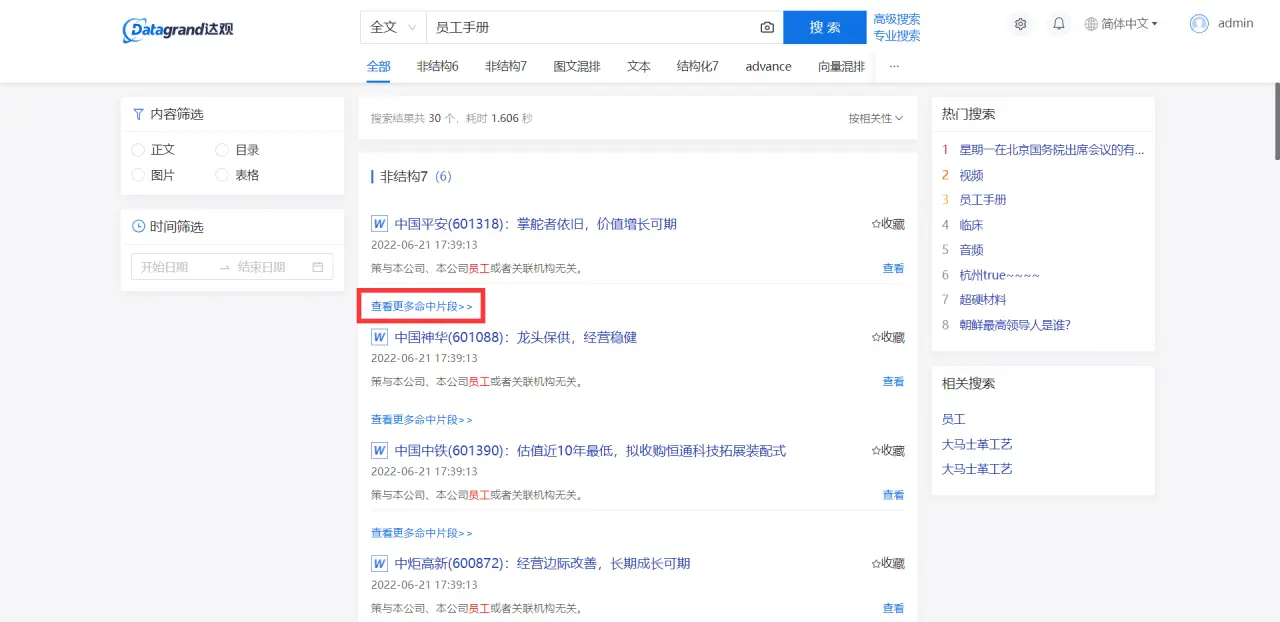 Datagrand达观
全文 员工手册 搜 索
高级搜索
专业搜索
简体中文 admin
全部 非结构6 非结构7 图文混排 文本 结构化7 advance 向量混排 ...
内容筛选
正文 目录
图片 表格
时间筛选
开始日期 → 结束日期
搜索结果共 30 个，耗时 1.606 秒 按相关性
非结构7 (6)
W 中国平安(601318)：掌舵者依旧，价值增长可期 ☆收藏
2022-06-21 17:39:13
策与本公司、本公司员工或者关联机构无关。 查看
查看更多命中片段>>
W 中国神华(601088)：龙头保供，经营稳健 ☆收藏
2022-06-21 17:39:13
策与本公司、本公司员工或者关联机构无关。 查看
查看更多命中片段>>
W 中国中铁(601390)：估值近10年最低，拟收购恒通科技拓展装配式 ☆收藏
2022-06-21 17:39:13
策与本公司、本公司员工或者关联机构无关。 查看
查看更多命中片段>>
W 中炬高新(600872)：经营边际改善，长期成长可期 ☆收藏
2022-06-21 17:39:13
策与本公司、本公司员工或者关联机构无关。 查看
热门搜索
1 星期一在北京国务院出席会议的有...
2 视频
3 员工手册
4 临床
5 音频
6 杭州true~~~~
7 超硬材料
8 朝鲜最高领导人是谁?
相关搜索
员工
大马士革工艺
大马士革工艺